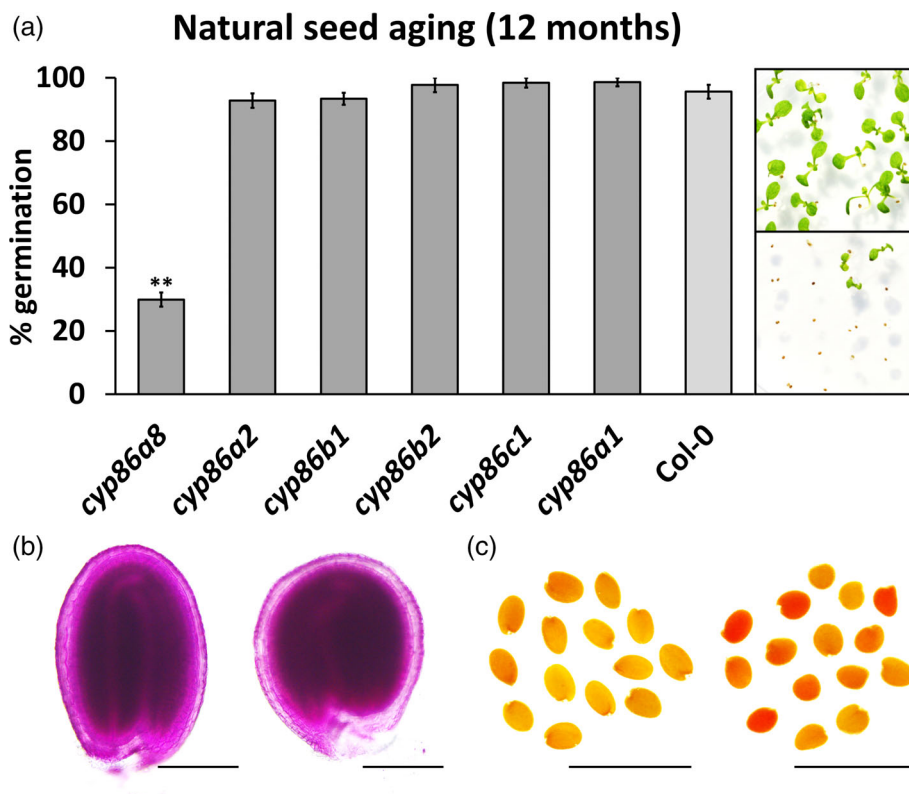 (a)
Natural seed aging (12 months)
% germination
100
80
60
40
20
0
**
cyp86a8
cyp86a2
cyp86b1
cyp86b2
cyp86c1
cyp86a1
Col-0
(b)
(c)